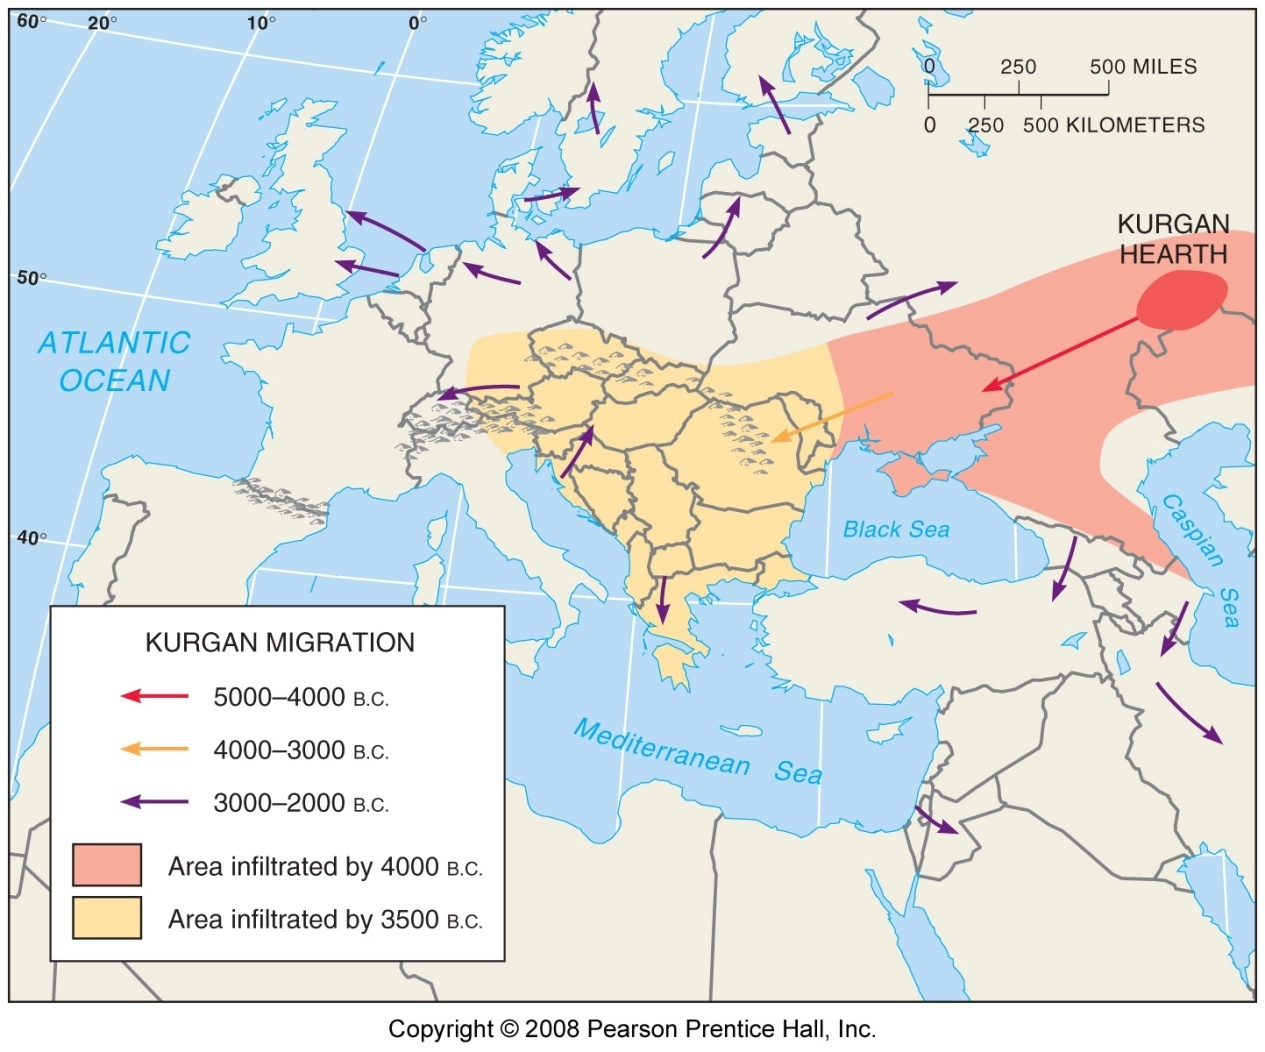 60°
20°
10°
0°
0 250 500 MILES
0 250 500 KILOMETERS
KURGAN
HEARTH
50°
ATLANTIC
OCEAN
40°
Black Sea
Caspian Sea
Mediterranean Sea
KURGAN MIGRATION
5000–4000 B.C.
4000–3000 B.C.
3000–2000 B.C.
Area infiltrated by 4000 B.C.
Area infiltrated by 3500 B.C.
Copyright © 2008 Pearson Prentice Hall, Inc.